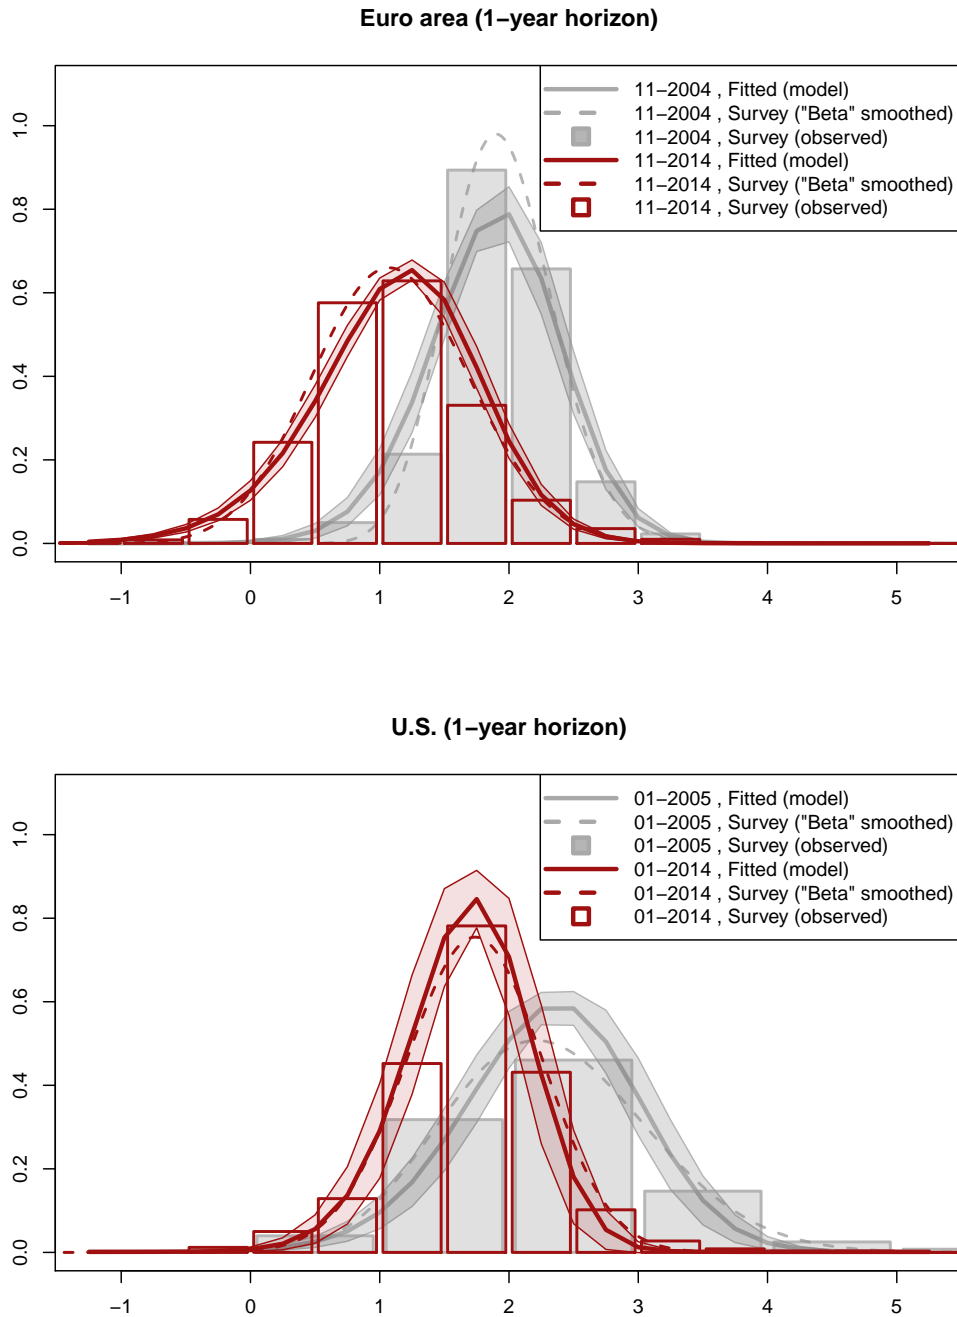 Euro area (1−year horizon)
11−2004 , Fitted (model)
11−2004 , Survey ("Beta" smoothed)
11−2004 , Survey (observed)
11−2014 , Fitted (model)
11−2014 , Survey ("Beta" smoothed)
11−2014 , Survey (observed)
1.0
0.8
0.6
0.4
0.2
0.0
−1 0 1 2 3 4 5
U.S. (1−year horizon)
01−2005 , Fitted (model)
01−2005 , Survey ("Beta" smoothed)
01−2005 , Survey (observed)
01−2014 , Fitted (model)
01−2014 , Survey ("Beta" smoothed)
01−2014 , Survey (observed)
1.0
0.8
0.6
0.4
0.2
0.0
−1 0 1 2 3 4 5